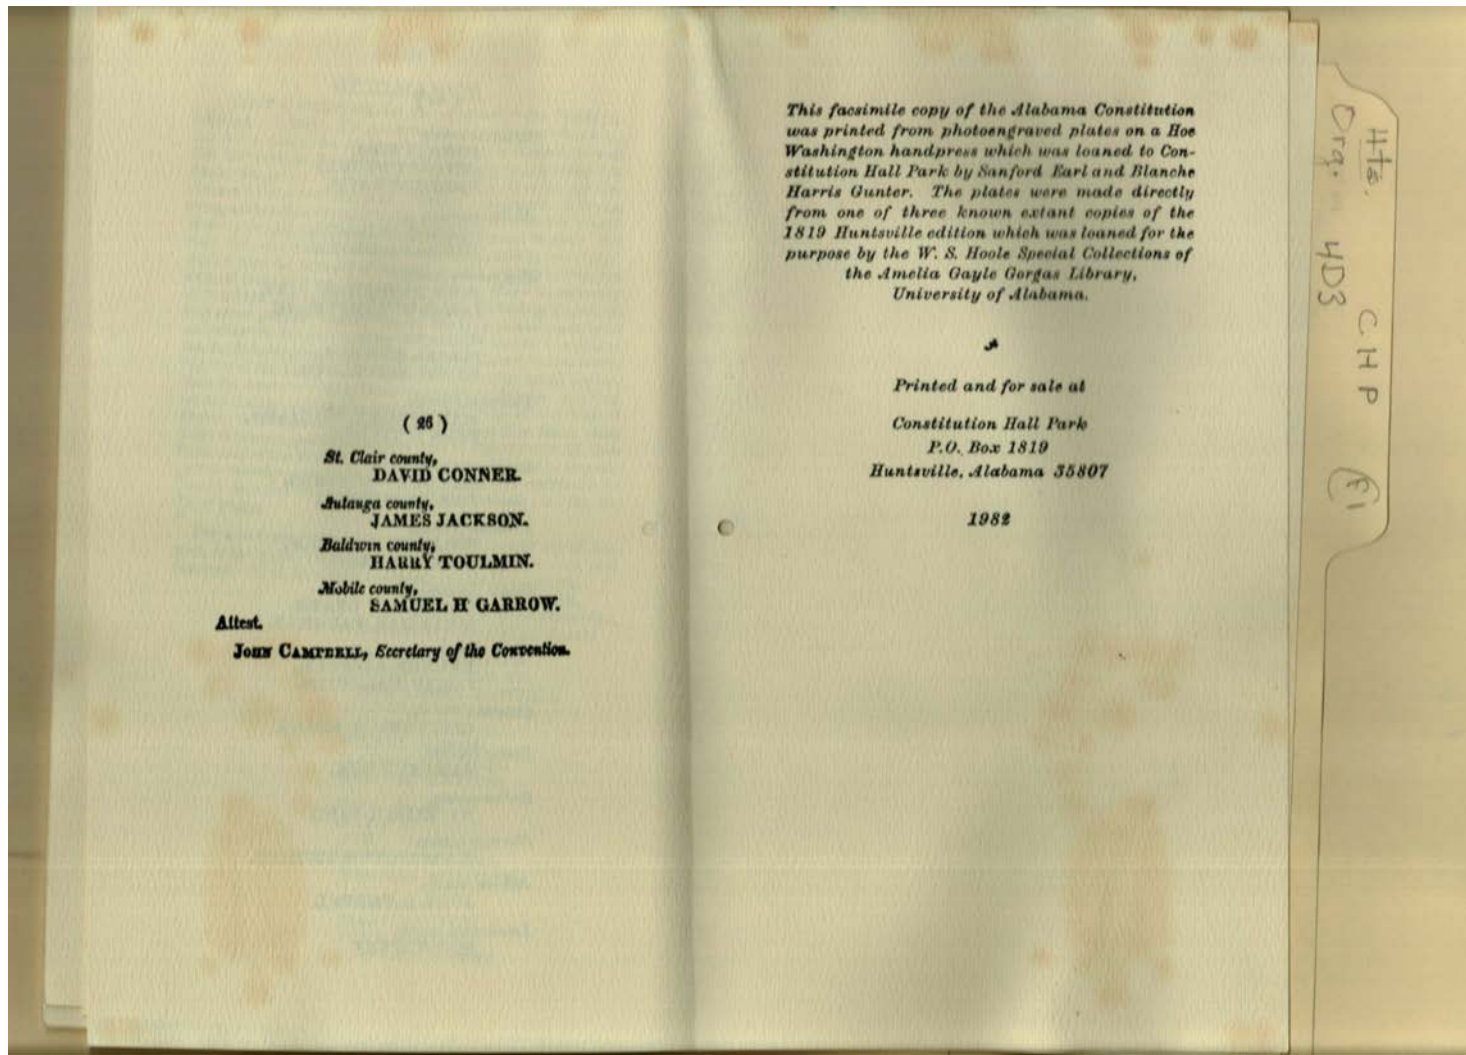 ( 26 )
St. Clair county,
DAVID CONNER.
Autauga county,
JAMES JACKSON.
Baldwin county,
HARRY TOULMIN.
Mobile county,
SAMUEL H GARROW.
Attest.
JOHN CAMPBELL, Secretary of the Convention.
This facsimile copy of the Alabama Constitution
was printed from photoengraved plates on a Hoe
Washington handpress which was loaned to Con-
stitution Hall Park by Sanford Earl and Blanche
Harris Gunter. The plates were made directly
from one of three known extant copies of the
1819 Huntsville edition which was loaned for the
purpose by the W. S. Hoole Special Collections of
the Amelia Gayle Gorgas Library,
University of Alabama.
Printed and for sale at
Constitution Hall Park
P.O. Box 1819
Huntsville, Alabama 35807
1982
Hts. CHP F1
Org. 4D3